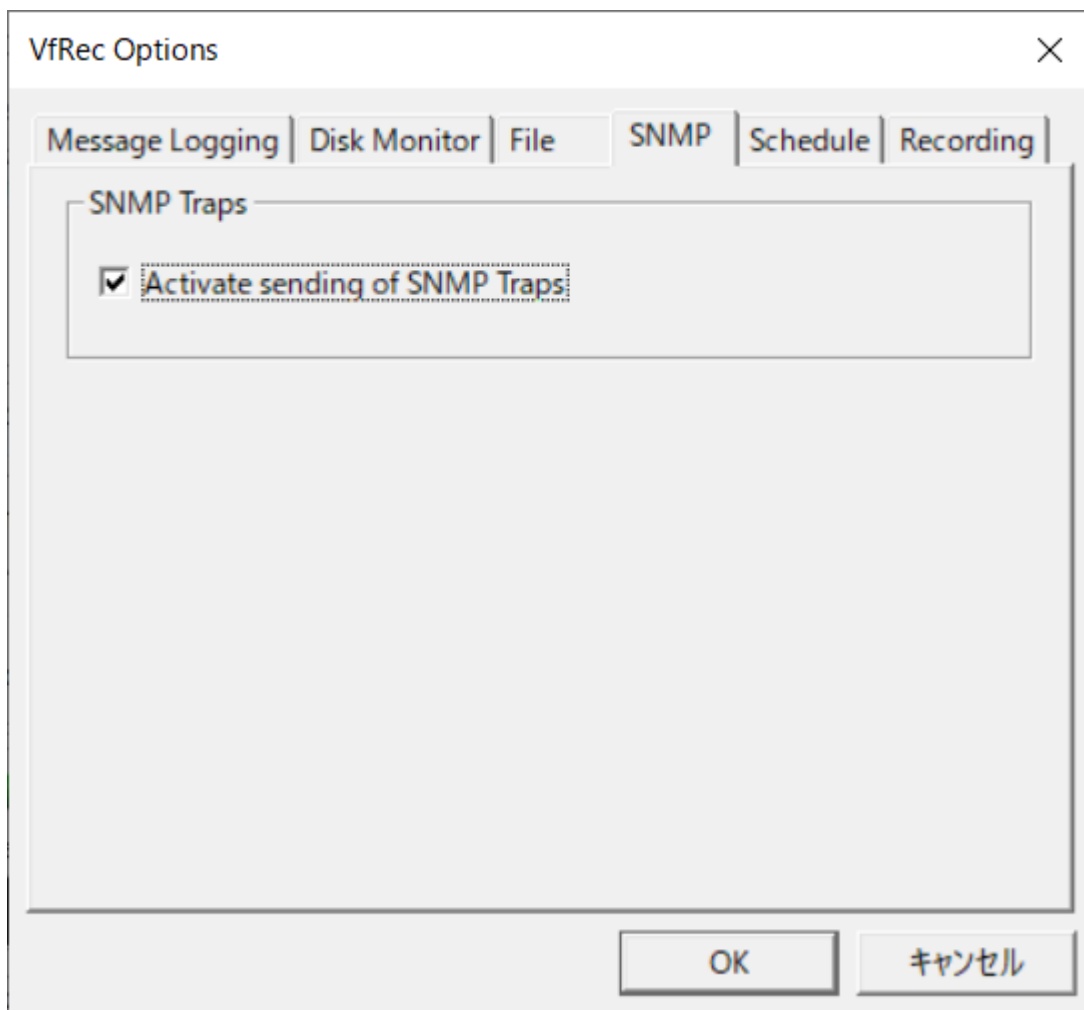 VfRec Options
Message Logging Disk Monitor File SNMP Schedule Recording
SNMP Traps
Activate sending of SNMP Traps
OK キャンセル